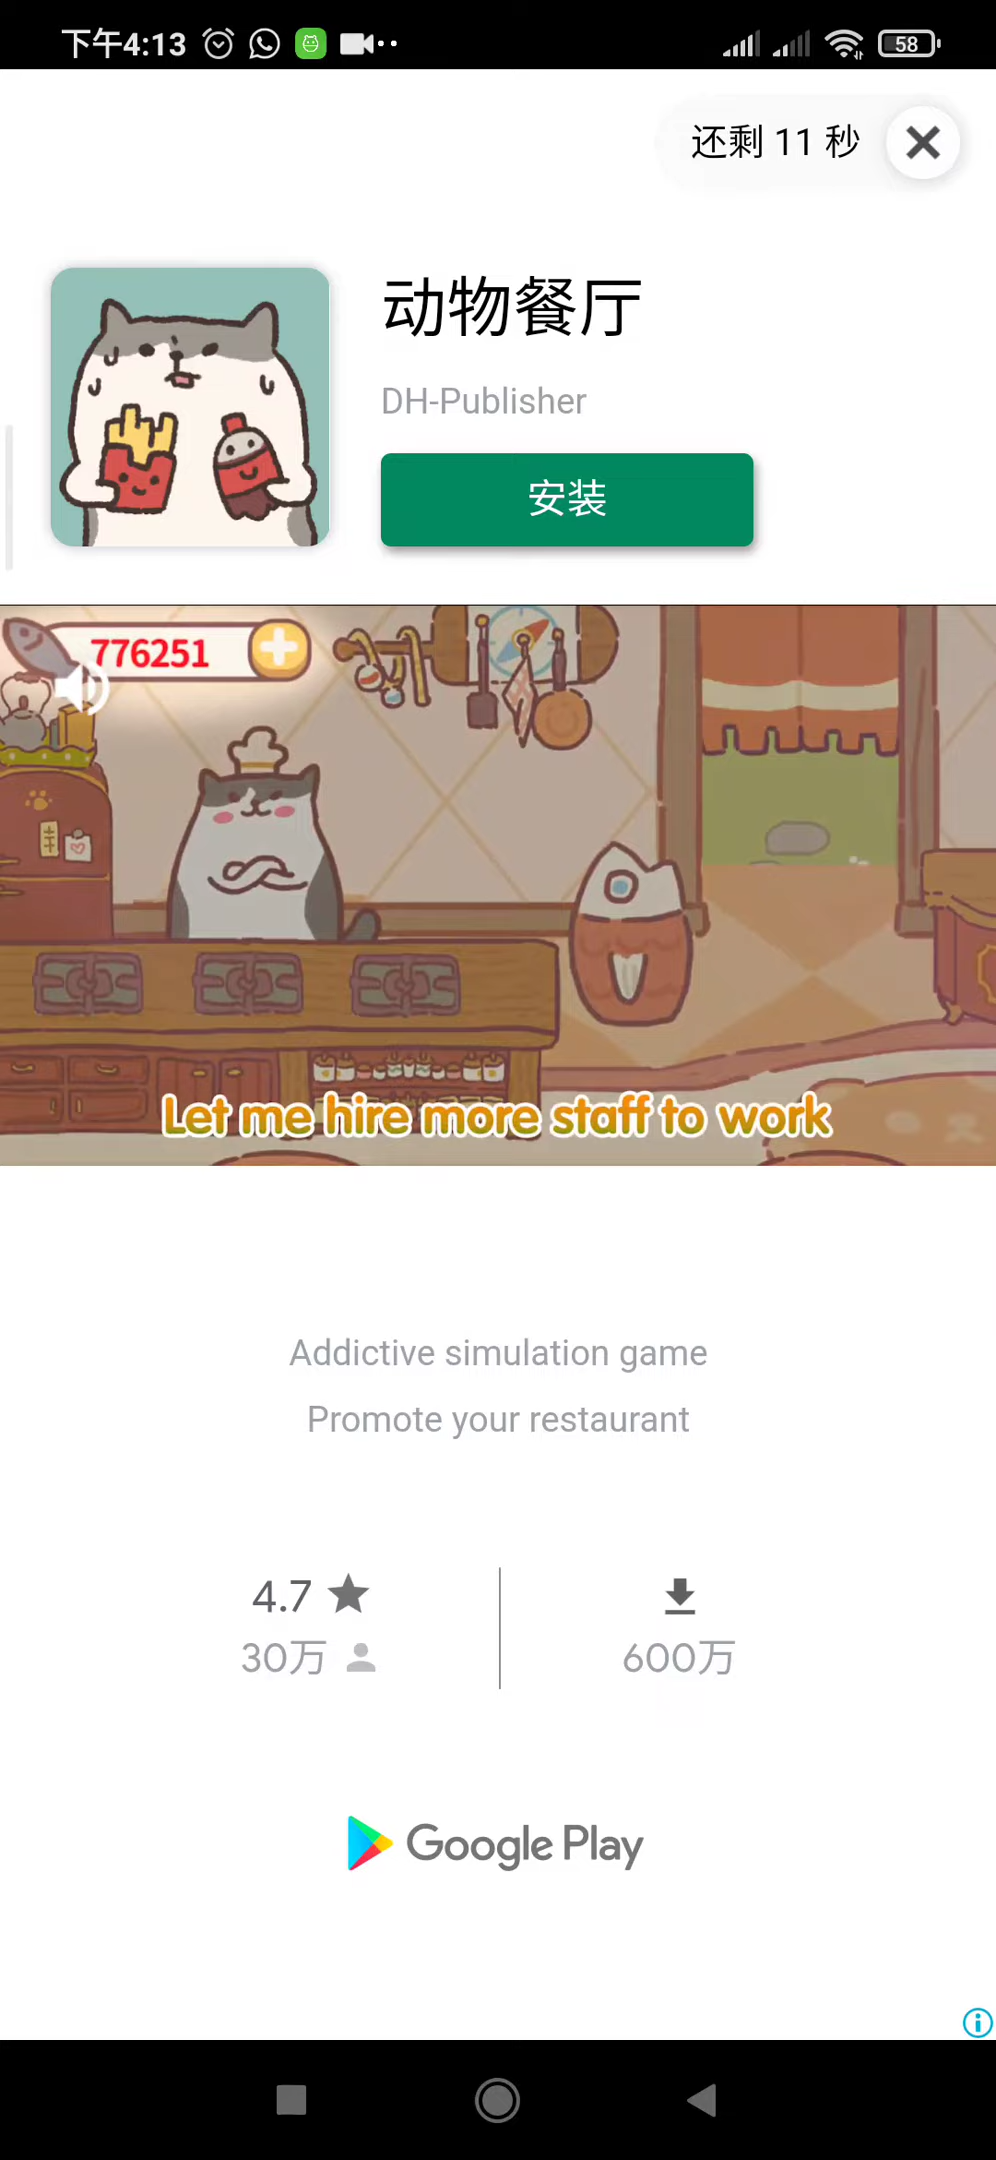 下午4:13
58
还剩 11 秒
动物餐厅
DH-Publisher
安装
776251
Let me hire more staff to work
Addictive simulation game
Promote your restaurant
4.7
30万
600万
Google Play